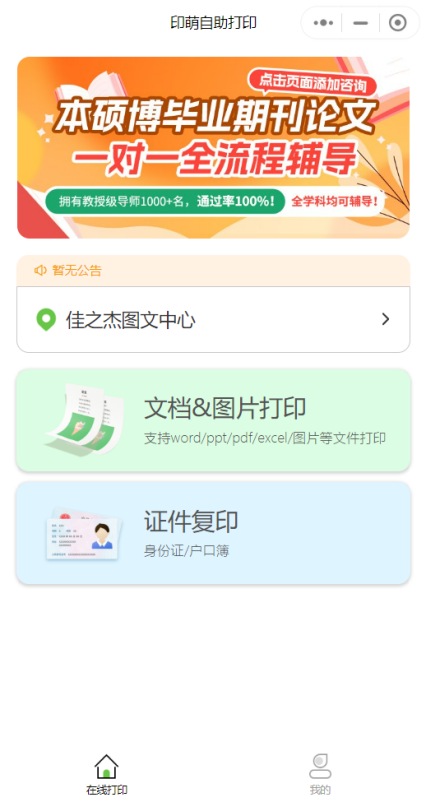 印萌自助打印
点击页面添加咨询
本硕博毕业期刊论文
一对一全流程辅导
拥有教授级导师1000+名，通过率100%！ 全学科均可辅导！
暂无公告
佳之杰图文中心
文档&图片打印
支持word/ppt/pdf/excel/图片等文件打印
证件复印
身份证/户口簿
在线打印
我的